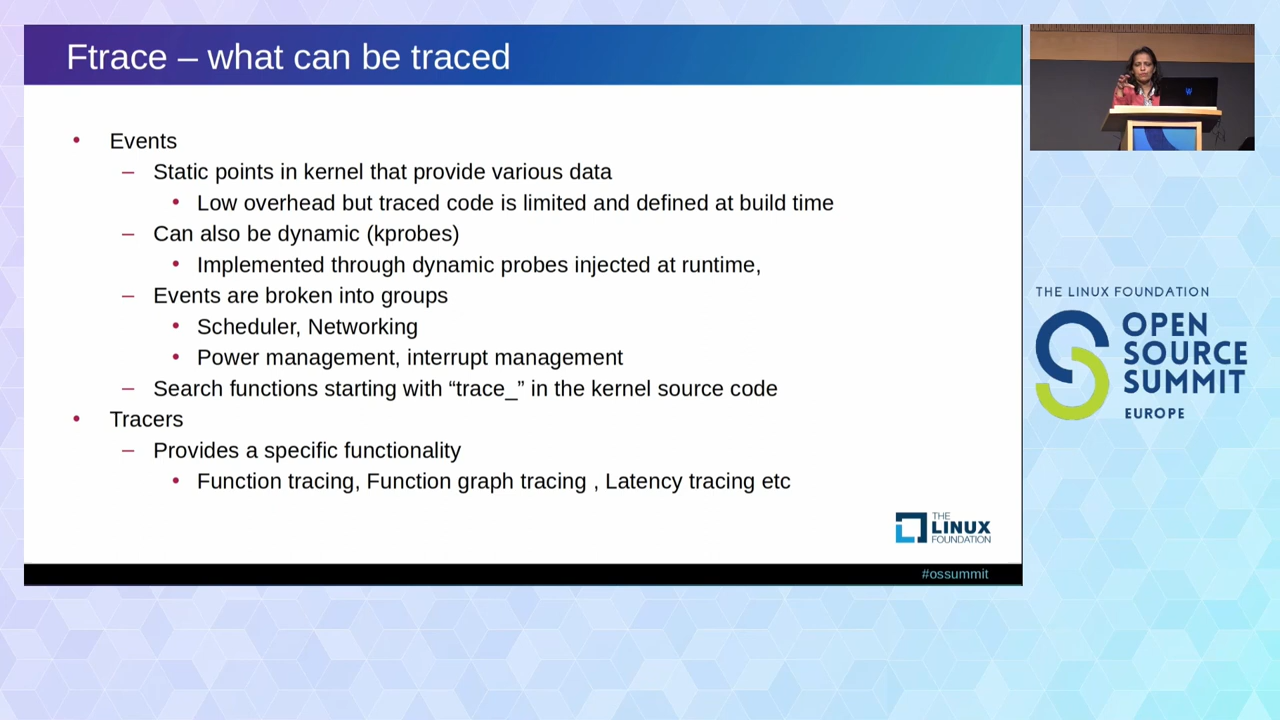 Ftrace – what can be traced
• Events
– Static points in kernel that provide various data
• Low overhead but traced code is limited and defined at build time
– Can also be dynamic (kprobes)
• Implemented through dynamic probes injected at runtime,
– Events are broken into groups
• Scheduler, Networking
• Power management, interrupt management
– Search functions starting with “trace_” in the kernel source code
• Tracers
– Provides a specific functionality
• Function tracing, Function graph tracing , Latency tracing etc
THE
LINUX
FOUNDATION
#ossummit
W
THE LINUX FOUNDATION
OPEN
SOURCE
SUMMIT
EUROPE